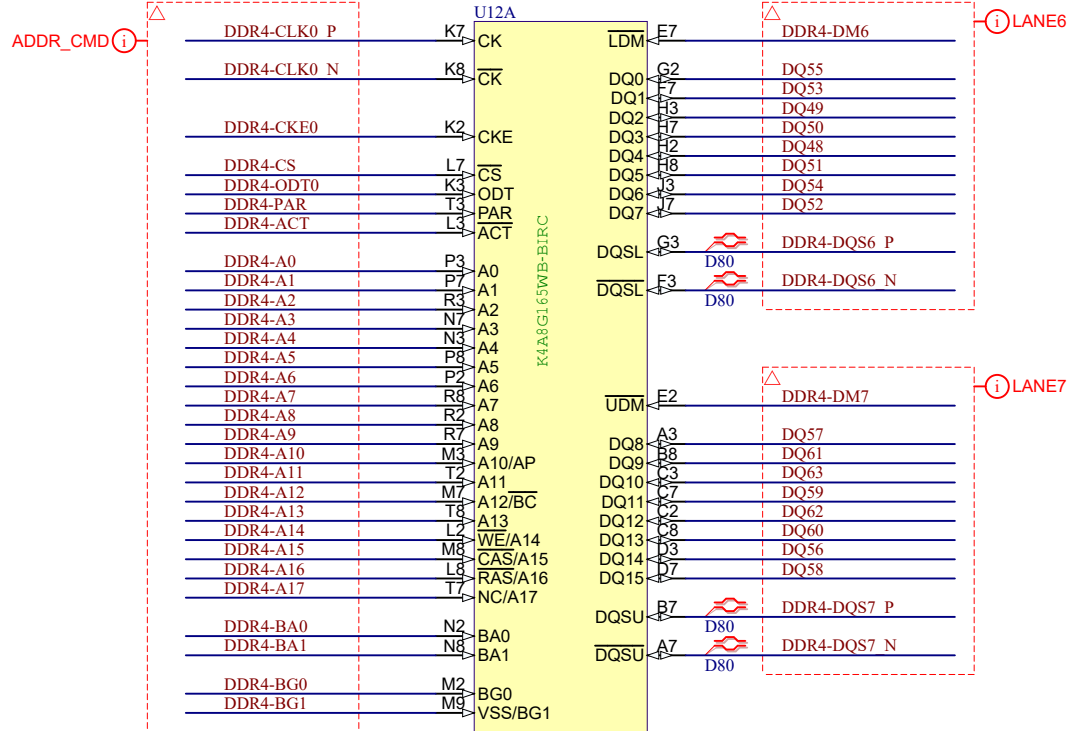 U12A
ADDR_CMD i
i LANE6
DDR4-CLK0_P K7 CK
LDM E7 DDR4-DM6
DDR4-CLK0_N K8 CK
DQ0 G2 DQ55
DQ1 F7 DQ53
DQ2 H3 DQ49
DDR4-CKE0 K2 CKE
DQ3 H7 DQ50
DQ4 H2 DQ48
DDR4-CS L7 CS
DQ5 H8 DQ51
DDR4-ODT0 K3 ODT
DQ6 J3 DQ54
DDR4-PAR T3 PAR
DQ7 J7 DQ52
DDR4-ACT L3 ACT
DQSL G3 D80 DDR4-DQS6_P
DDR4-A0 P3 A0
DDR4-A1 P7 A1
DQSL F3 D80 DDR4-DQS6_N
DDR4-A2 R3 A2
DDR4-A3 N7 A3
DDR4-A4 N3 A4
DDR4-A5 P8 A5
DDR4-A6 P2 A6
i LANE7
DDR4-A7 R8 A7
UDM E2 DDR4-DM7
DDR4-A8 R2 A8
DDR4-A9 R7 A9
DQ8 A3 DQ57
DDR4-A10 M3 A10/AP
DQ9 B8 DQ61
DDR4-A11 T2 A11
DQ10 C3 DQ63
DDR4-A12 M7 A12/BC
DQ11 C7 DQ59
DDR4-A13 T8 A13
DQ12 C2 DQ62
DDR4-A14 L2 WE/A14
DQ13 C8 DQ60
DDR4-A15 M8 CAS/A15
DQ14 D3 DQ56
DDR4-A16 L8 RAS/A16
DQ15 D7 DQ58
DDR4-A17 T7 NC/A17
DQSU B7 D80 DDR4-DQS7_P
DDR4-BA0 N2 BA0
DDR4-BA1 N8 BA1
DQSU A7 D80 DDR4-DQS7_N
DDR4-BG0 M2 BG0
DDR4-BG1 M9 VSS/BG1
K4A8G165WB-BIRC